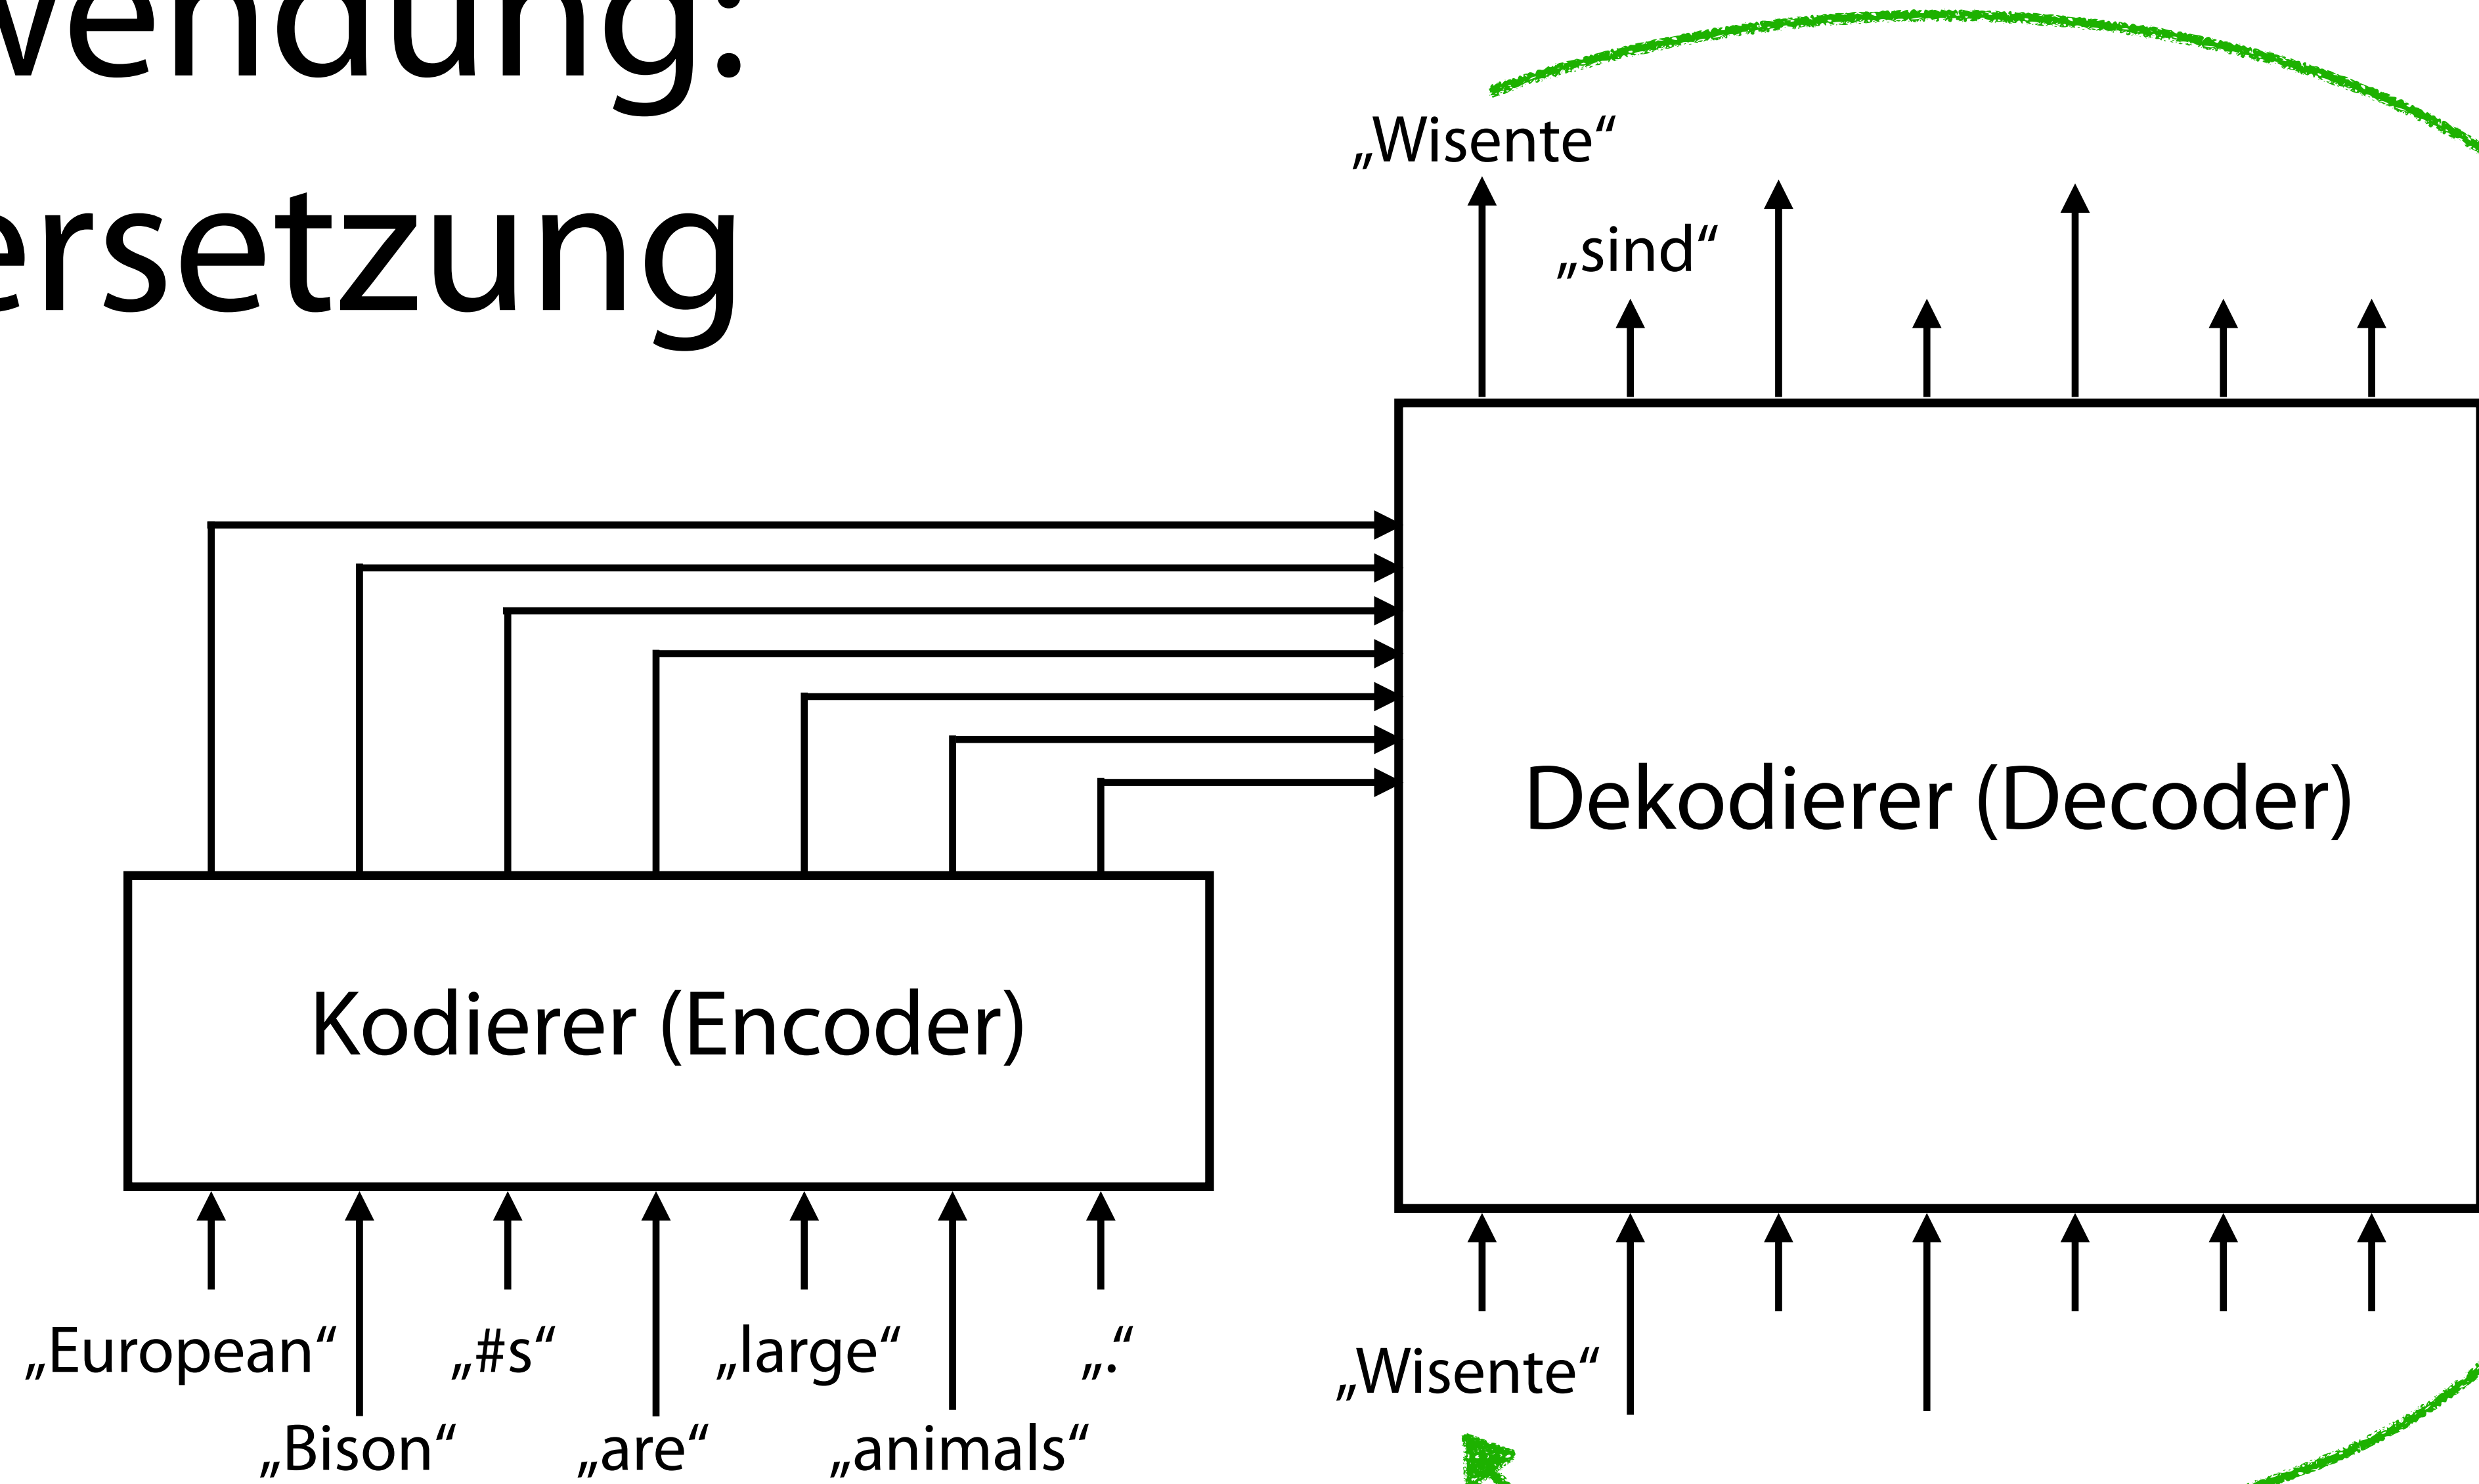 wendung:
ersetzung
„Wisente“
„sind“
Dekodierer (Decoder)
Kodierer (Encoder)
„European“ „#s“ „large“ „.“
„Bison“ „are“ „animals“
„Wisente“